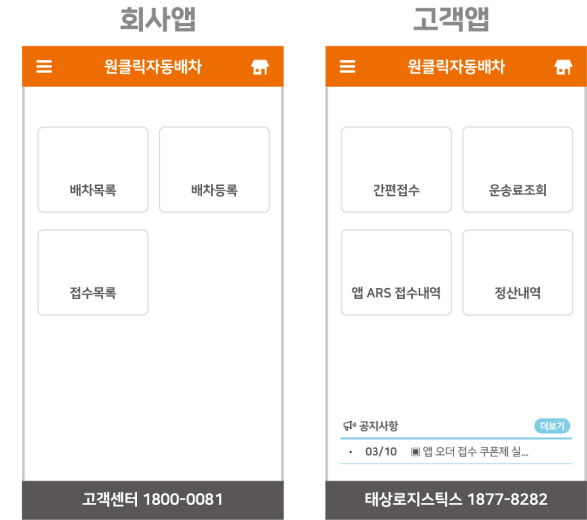 회사앱
원클릭자동배차
배차목록
배차등록
접수목록
고객센터 1800-0081
고객앱
원클릭자동배차
간편접수
운송료조회
앱 ARS 접수내역
정산내역
공지사항
더보기
· 03/10 ▣ 앱 오더 접수 쿠폰제 실...
태상로지스틱스 1877-8282